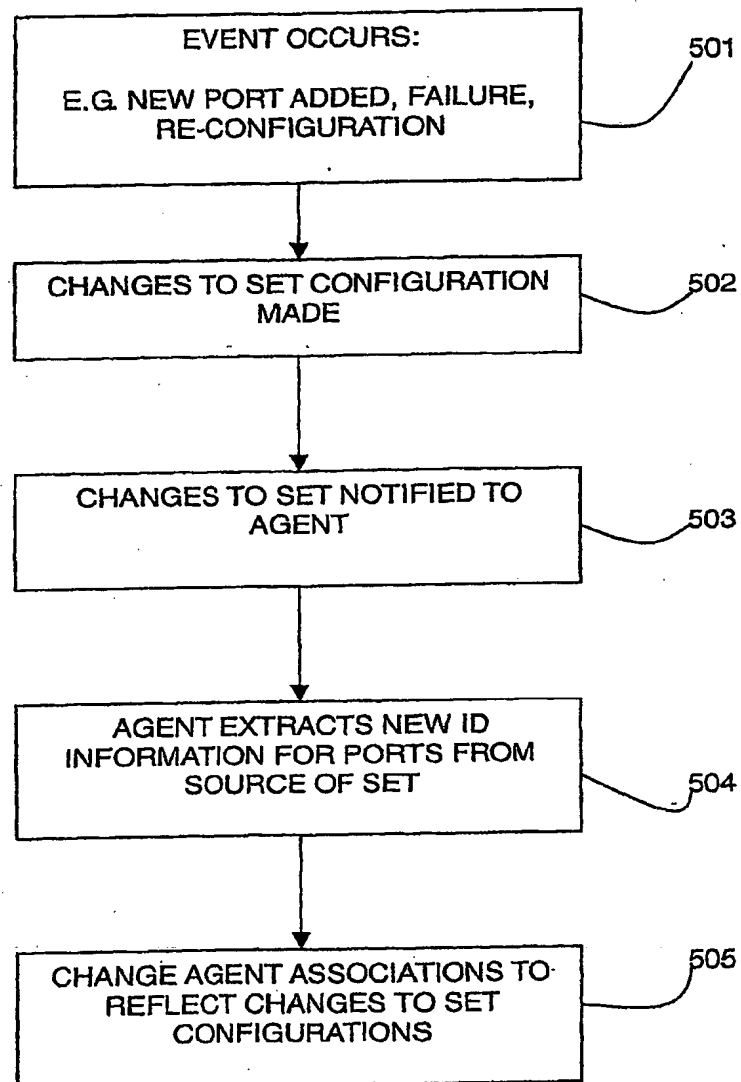 EVENT OCCURS:
501
E.G. NEW PORT ADDED, FAILURE,
RE-CONFIGURATION
CHANGES TO SET CONFIGURATION
MADE
502
CHANGES TO SET NOTIFIED TO
AGENT
503
AGENT EXTRACTS NEW ID
INFORMATION FOR PORTS FROM
SOURCE OF SET
504
CHANGE AGENT ASSOCIATIONS TO
REFLECT CHANGES TO SET
CONFIGURATIONS
505